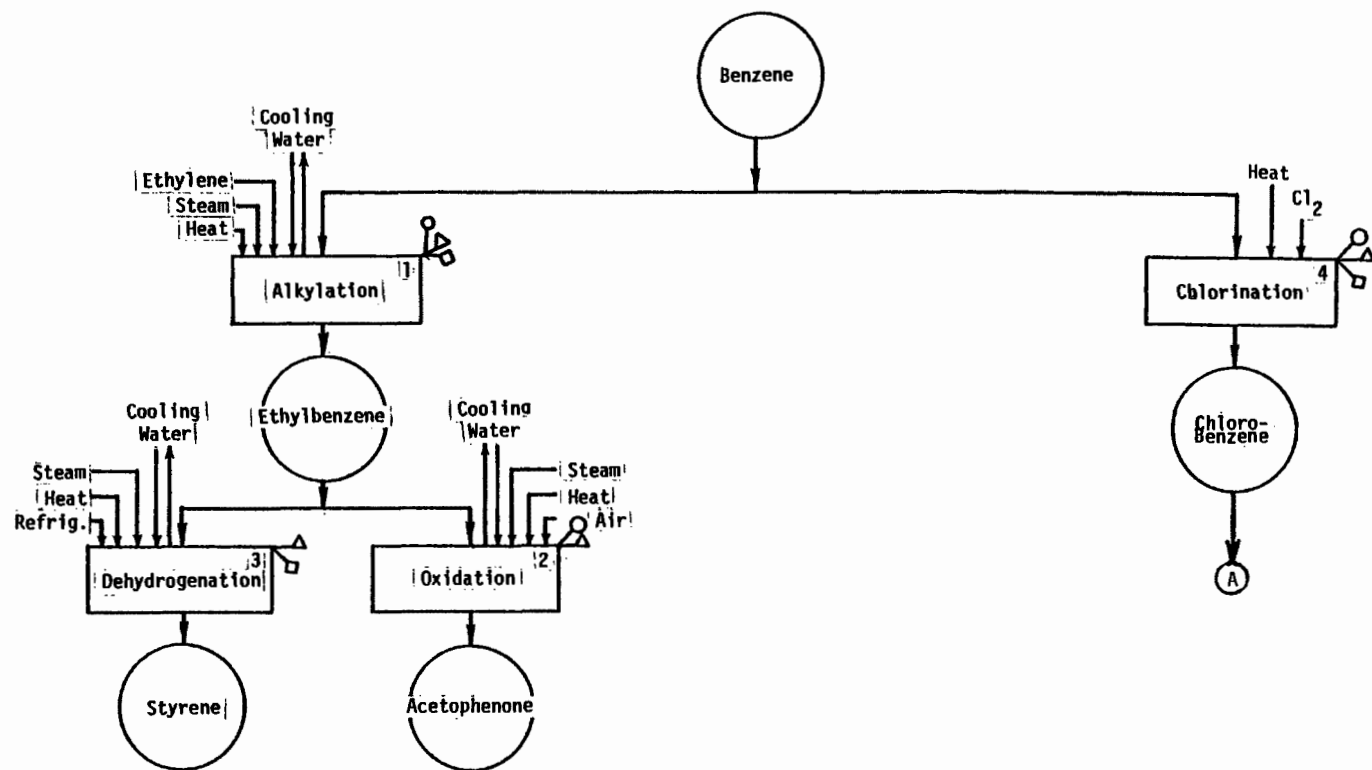 Benzene
Cooling
Water
Ethylene
Steam
Heat
1
Alkylation
Heat
Cl2
4
Chlorination
Ethylbenzene
Chloro-
Benzene
Cooling
Water
Steam
Heat
Refrig.
3
Dehydrogenation
Cooling
Water
Steam
Heat
Air
2
Oxidation
A
Styrene
Acetophenone